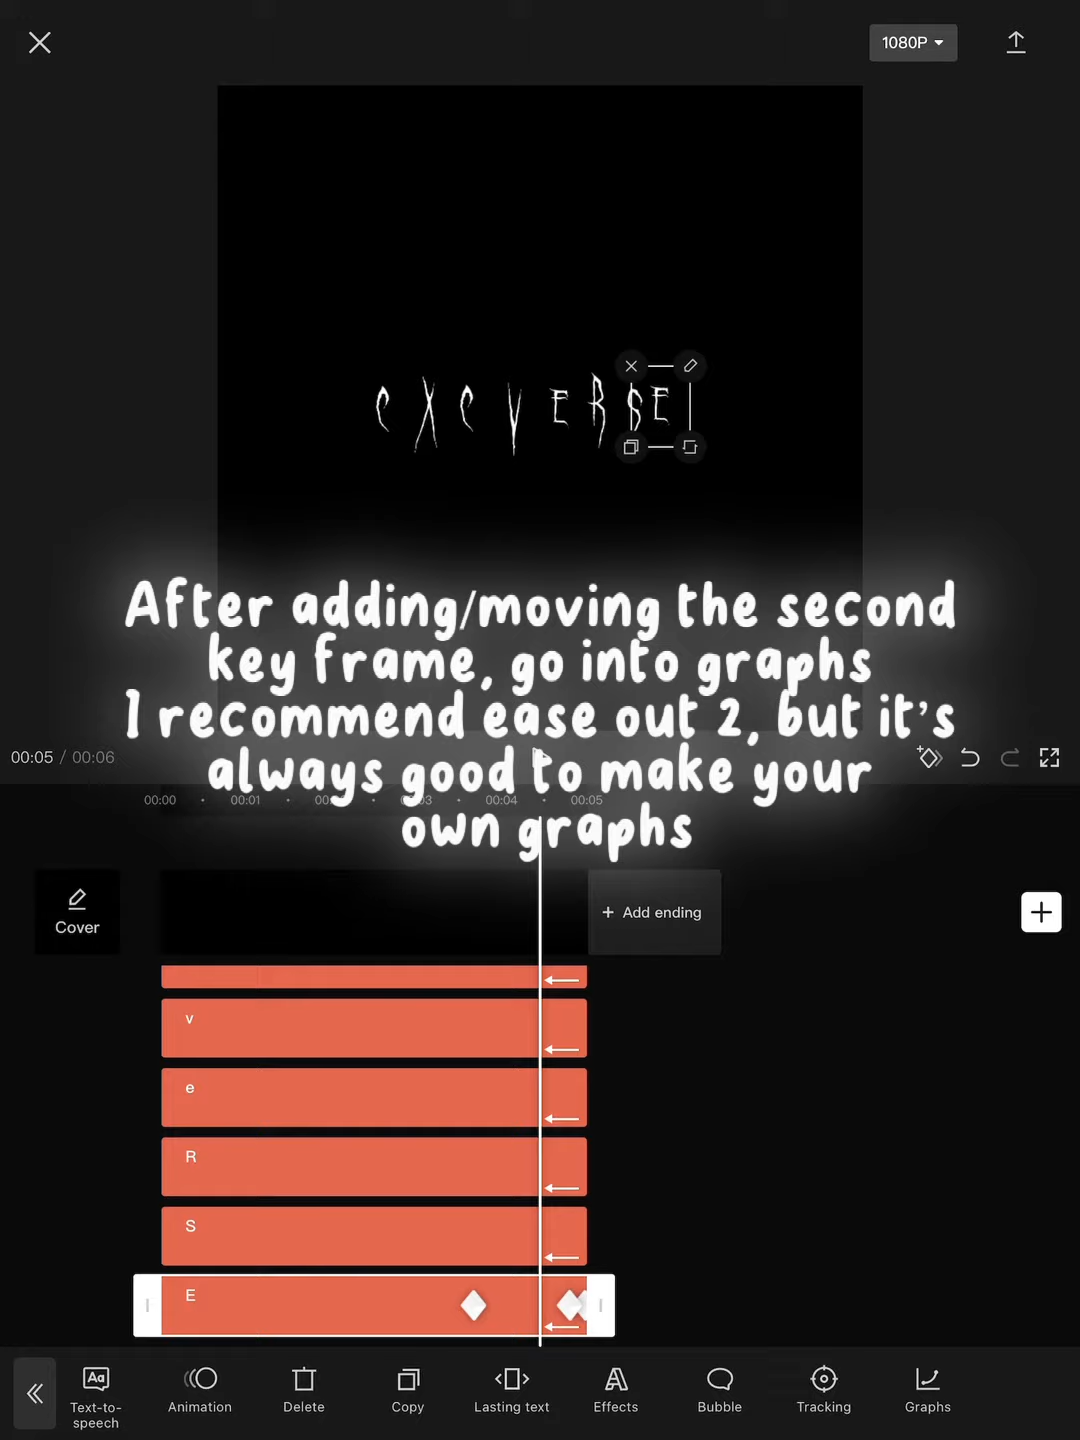 1080P
C X C V E R S E
After adding/moving the second
key frame, go into graphs
I recommend ease out 2, but it's
always good to make your
own graphs
00:05 / 00:06
00:00 00:01 00:03 00:04 00:05
Cover
+ Add ending
v
e
R
S
E
Text-to-speech
Animation
Delete
Copy
Lasting text
Effects
Bubble
Tracking
Graphs